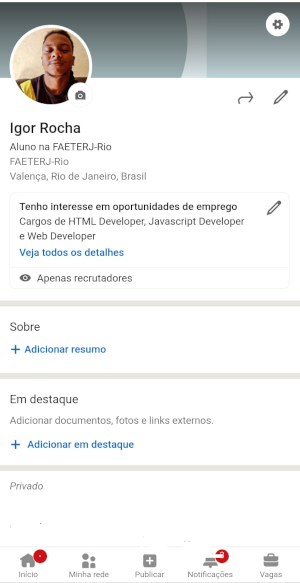 Igor Rocha
Aluno na FAETERJ-Rio
FAETERJ-Rio
Valença, Rio de Janeiro, Brasil
Tenho interesse em oportunidades de emprego
Cargos de HTML Developer, Javascript Developer
e Web Developer
Veja todos os detalhes
Apenas recrutadores
Sobre
+ Adicionar resumo
Em destaque
Adicionar documentos, fotos e links externos.
+ Adicionar em destaque
Privado
Início
Minha rede
Publicar
Notificações
Vagas